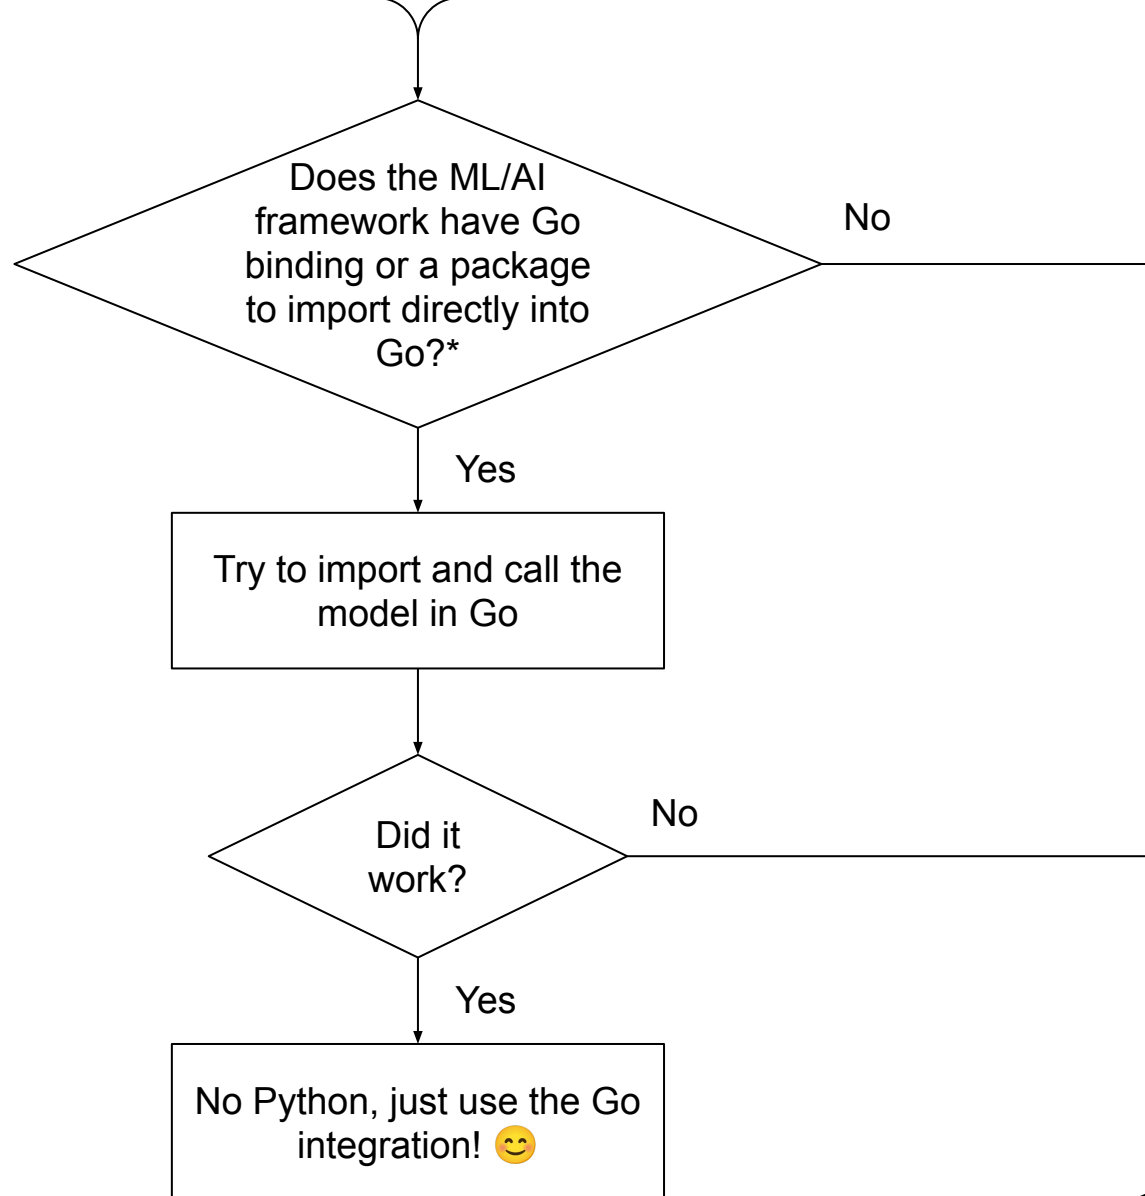 Does the ML/AI
framework have Go
binding or a package
to import directly into
Go?*
No
Yes
Try to import and call the
model in Go
Did it
work?
No
Yes
No Python, just use the Go
integration! 😊